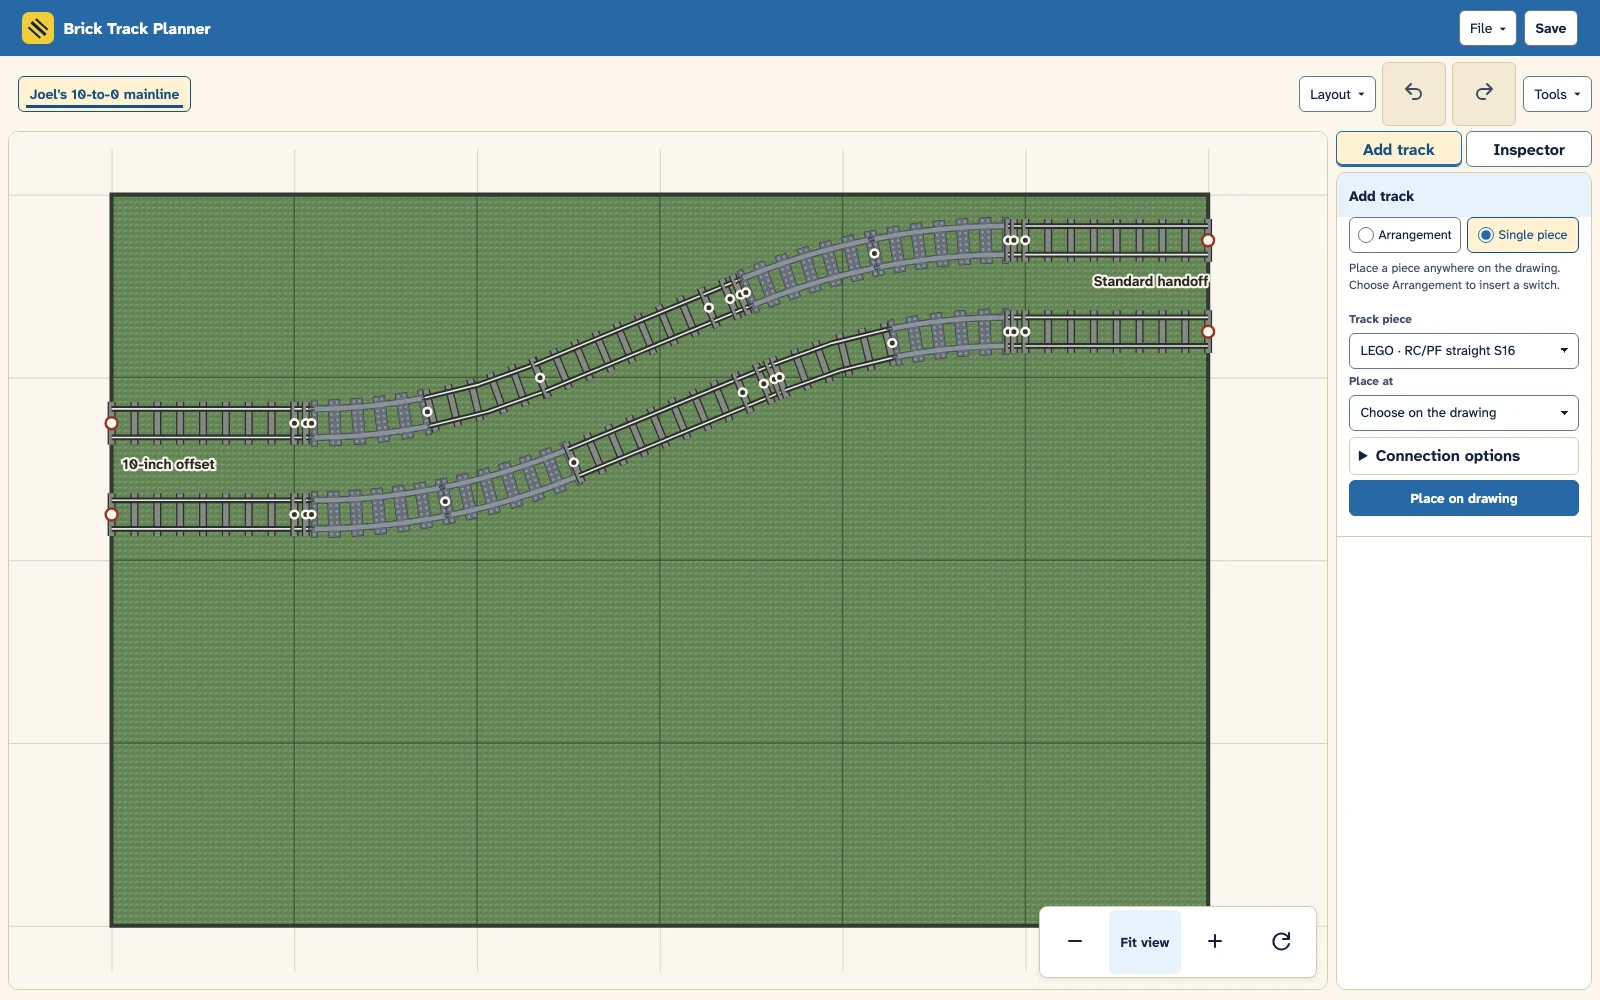 Brick Track Planner
File
Save
Joel's 10-to-0 mainline
Layout
Tools
Add track
Inspector
Add track
Arrangement
Single piece
Place a piece anywhere on the drawing.
Choose Arrangement to insert a switch.
Track piece
LEGO · RC/PF straight S16
Place at
Choose on the drawing
Connection options
Place on drawing
Standard handoff
10-inch offset
Fit view